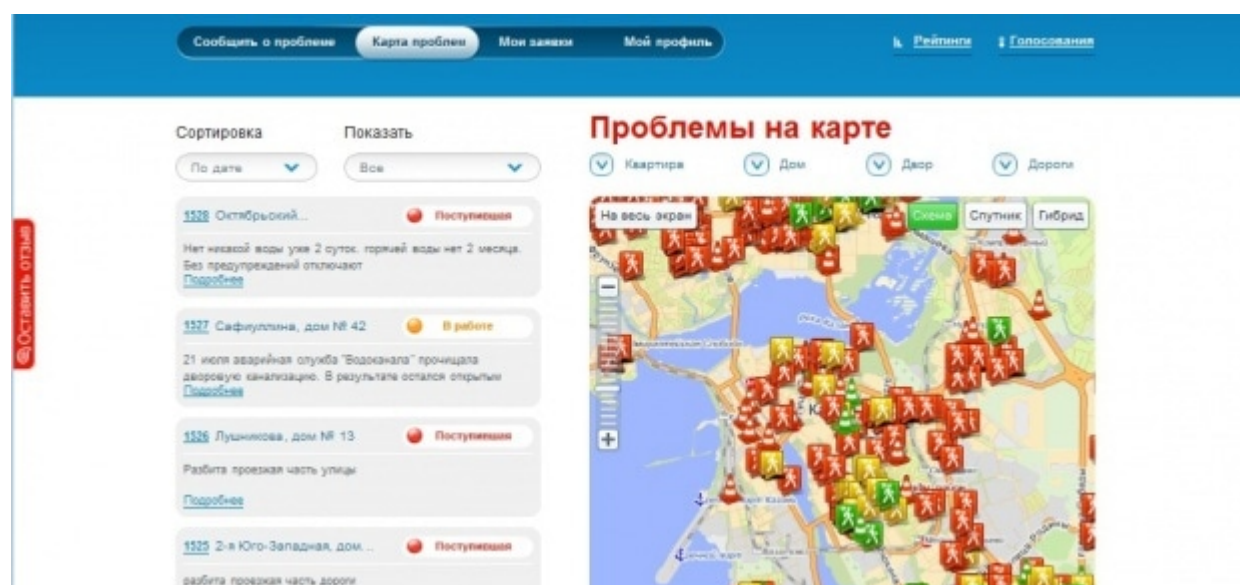 Сообщить о проблеме Карта проблем Мои заявки Мой профиль Рейтинги Голосования
Сортировка Показать
По дате Все
Проблемы на карте
Квартира Дом Двор Дороги
Оставить отзыв
1528 Октябрьский... Поступившая
Нет никакой воды уже 2 суток. горячей воды нет 2 месяца.
Без предупреждений отключают
Подробнее
1527 Сафиуллина, дом № 42 В работе
21 июля аварийная служба "Водоканала" прочищала
дворовую канализацию. В результате остался открытым
Подробнее
1526 Лушникова, дом № 13 Поступившая
Разбита проезжая часть улицы
Подробнее
1525 2-я Юго-Западная, дом... Поступившая
разбита проезжая часть дороги
На весь экран Схема Спутник Гибрид